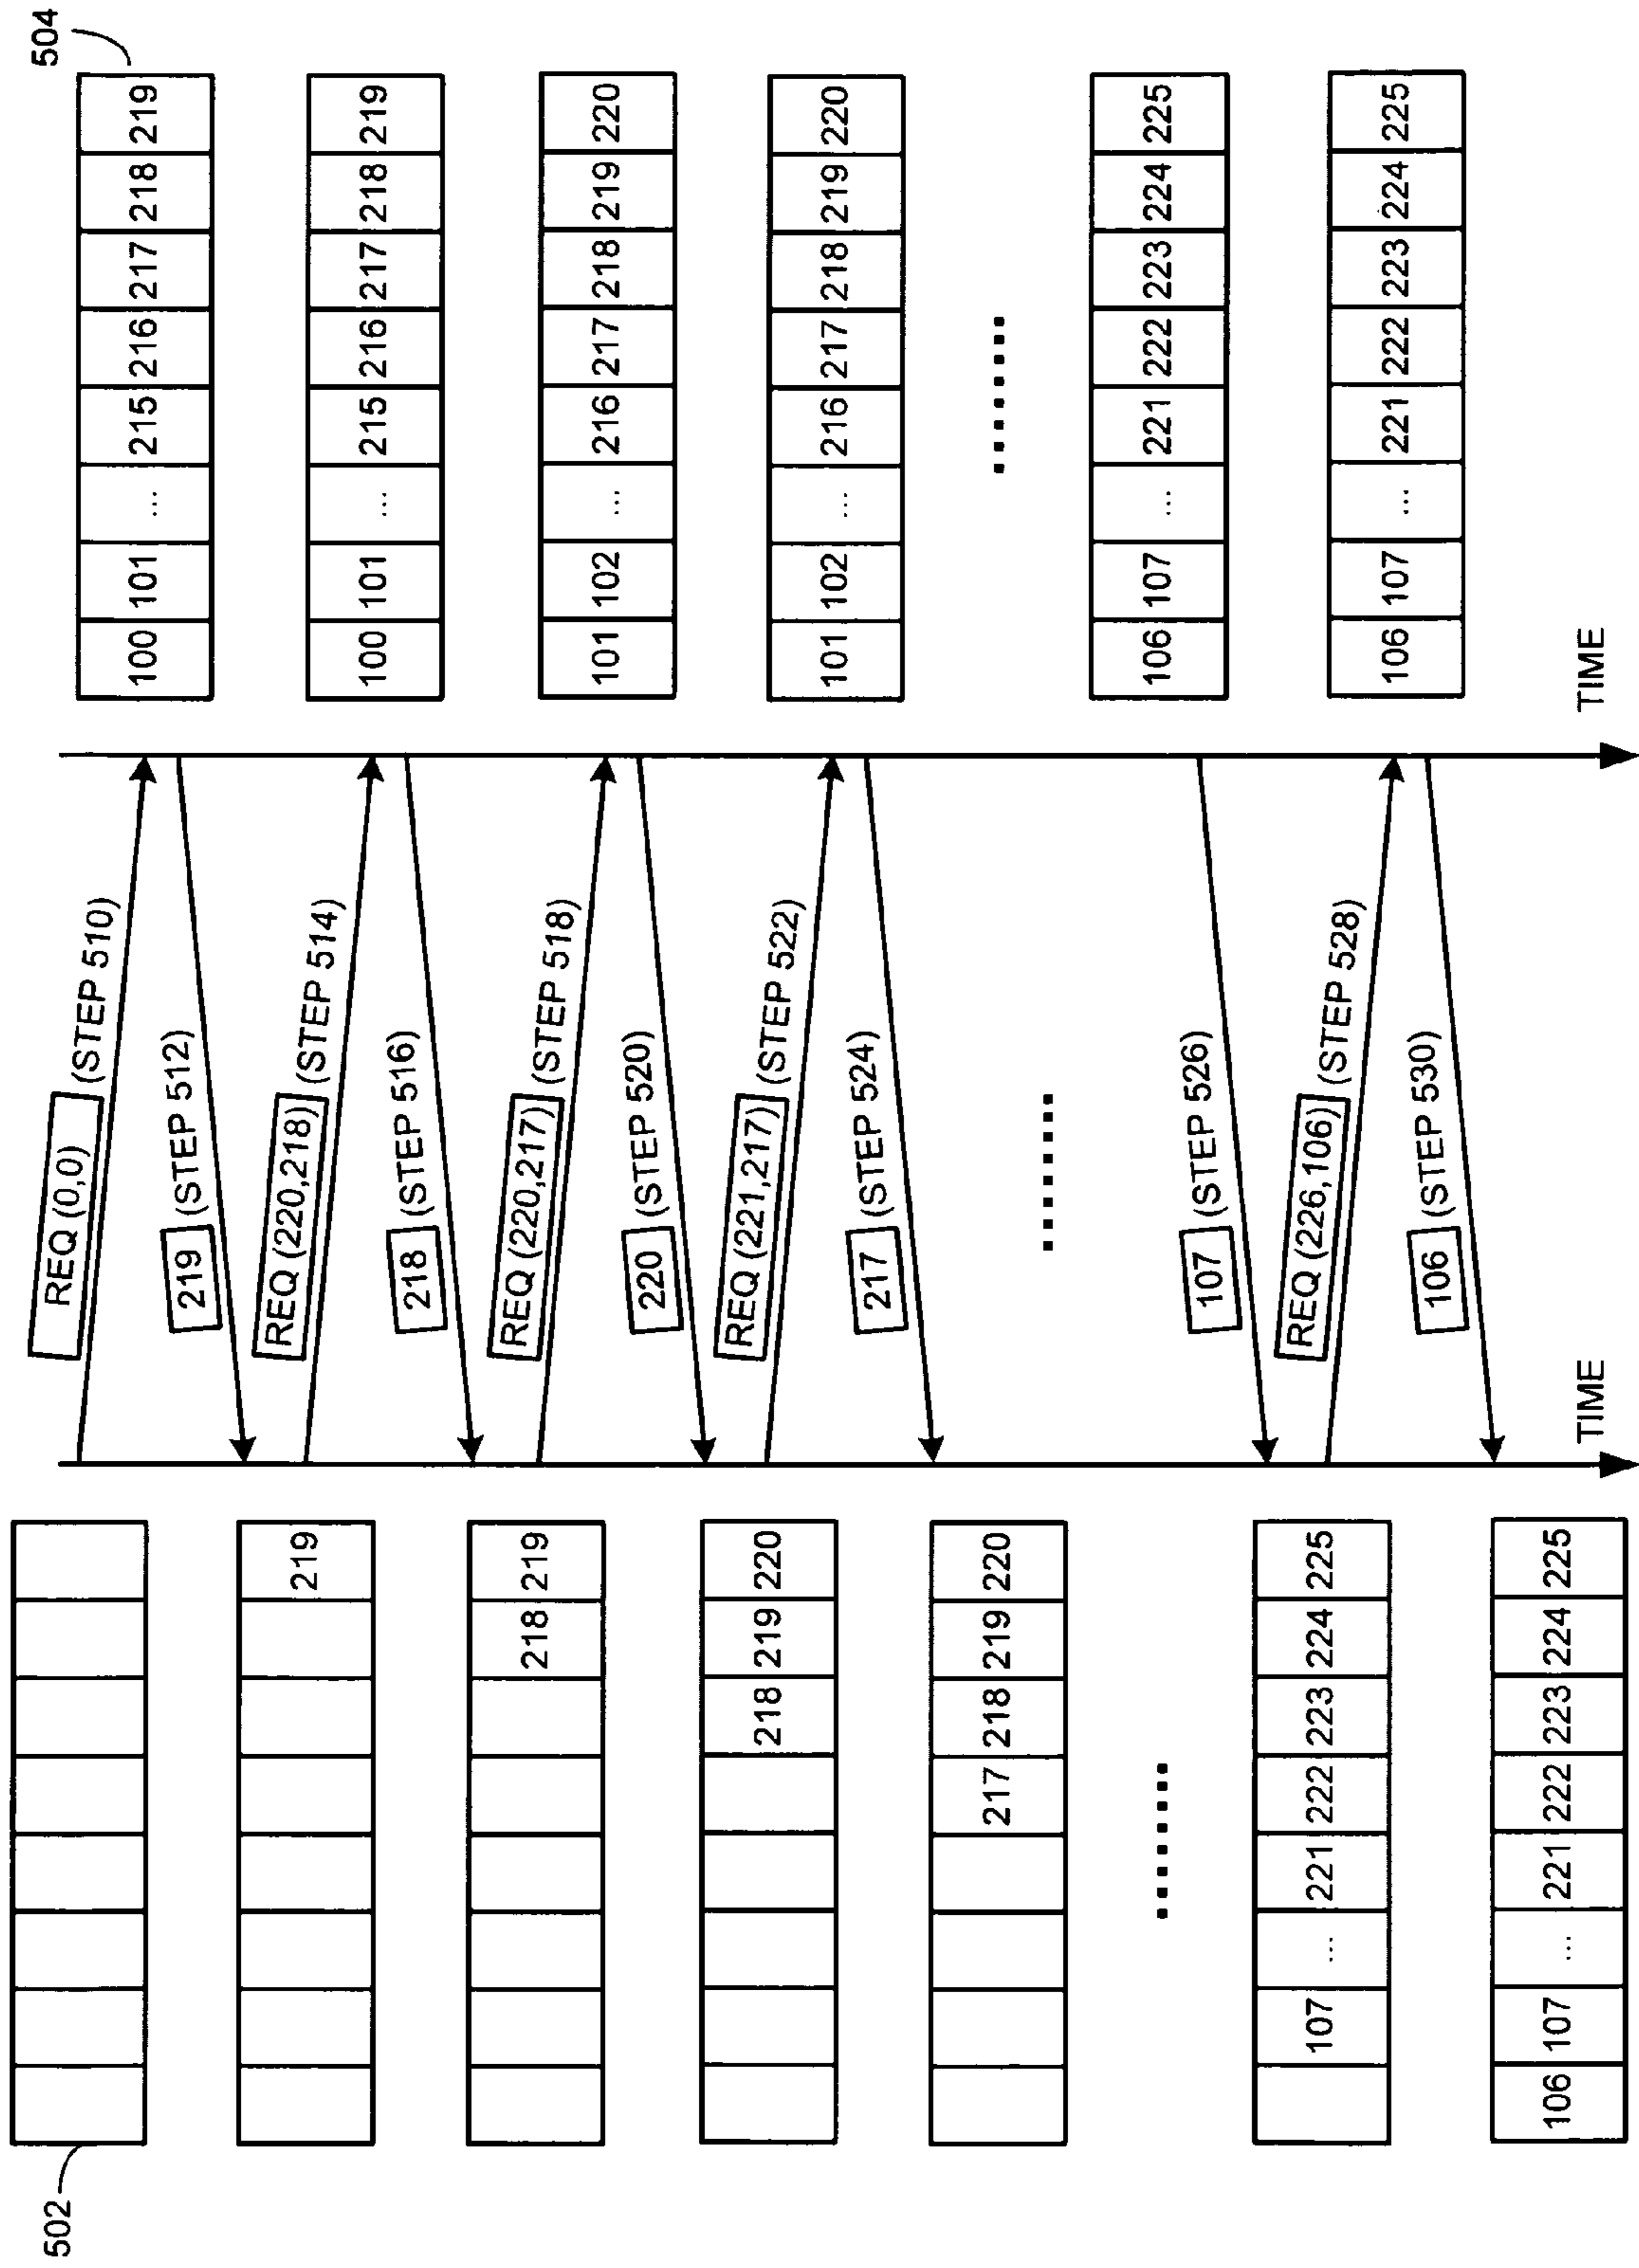 504
100 101 ... 215 216 217 218 219
REQ (0,0) (STEP 510)
502
219 (STEP 512)
219
100 101 ... 215 216 217 218 219
REQ (220,218) (STEP 514)
218 (STEP 516)
218 219
101 102 ... 216 217 218 219 220
REQ (220,217) (STEP 518)
220 (STEP 520)
218 219 220
101 102 ... 216 217 218 219 220
REQ (221,217) (STEP 522)
217 (STEP 524)
217 218 219 220
.......
.......
.......
106 107 ... 221 222 223 224 225
107 (STEP 526)
107 ... 221 222 223 224 225
106 107 ... 221 222 223 224 225
REQ (226,106) (STEP 528)
106 (STEP 530)
106 107 ... 221 222 223 224 225
TIME
TIME